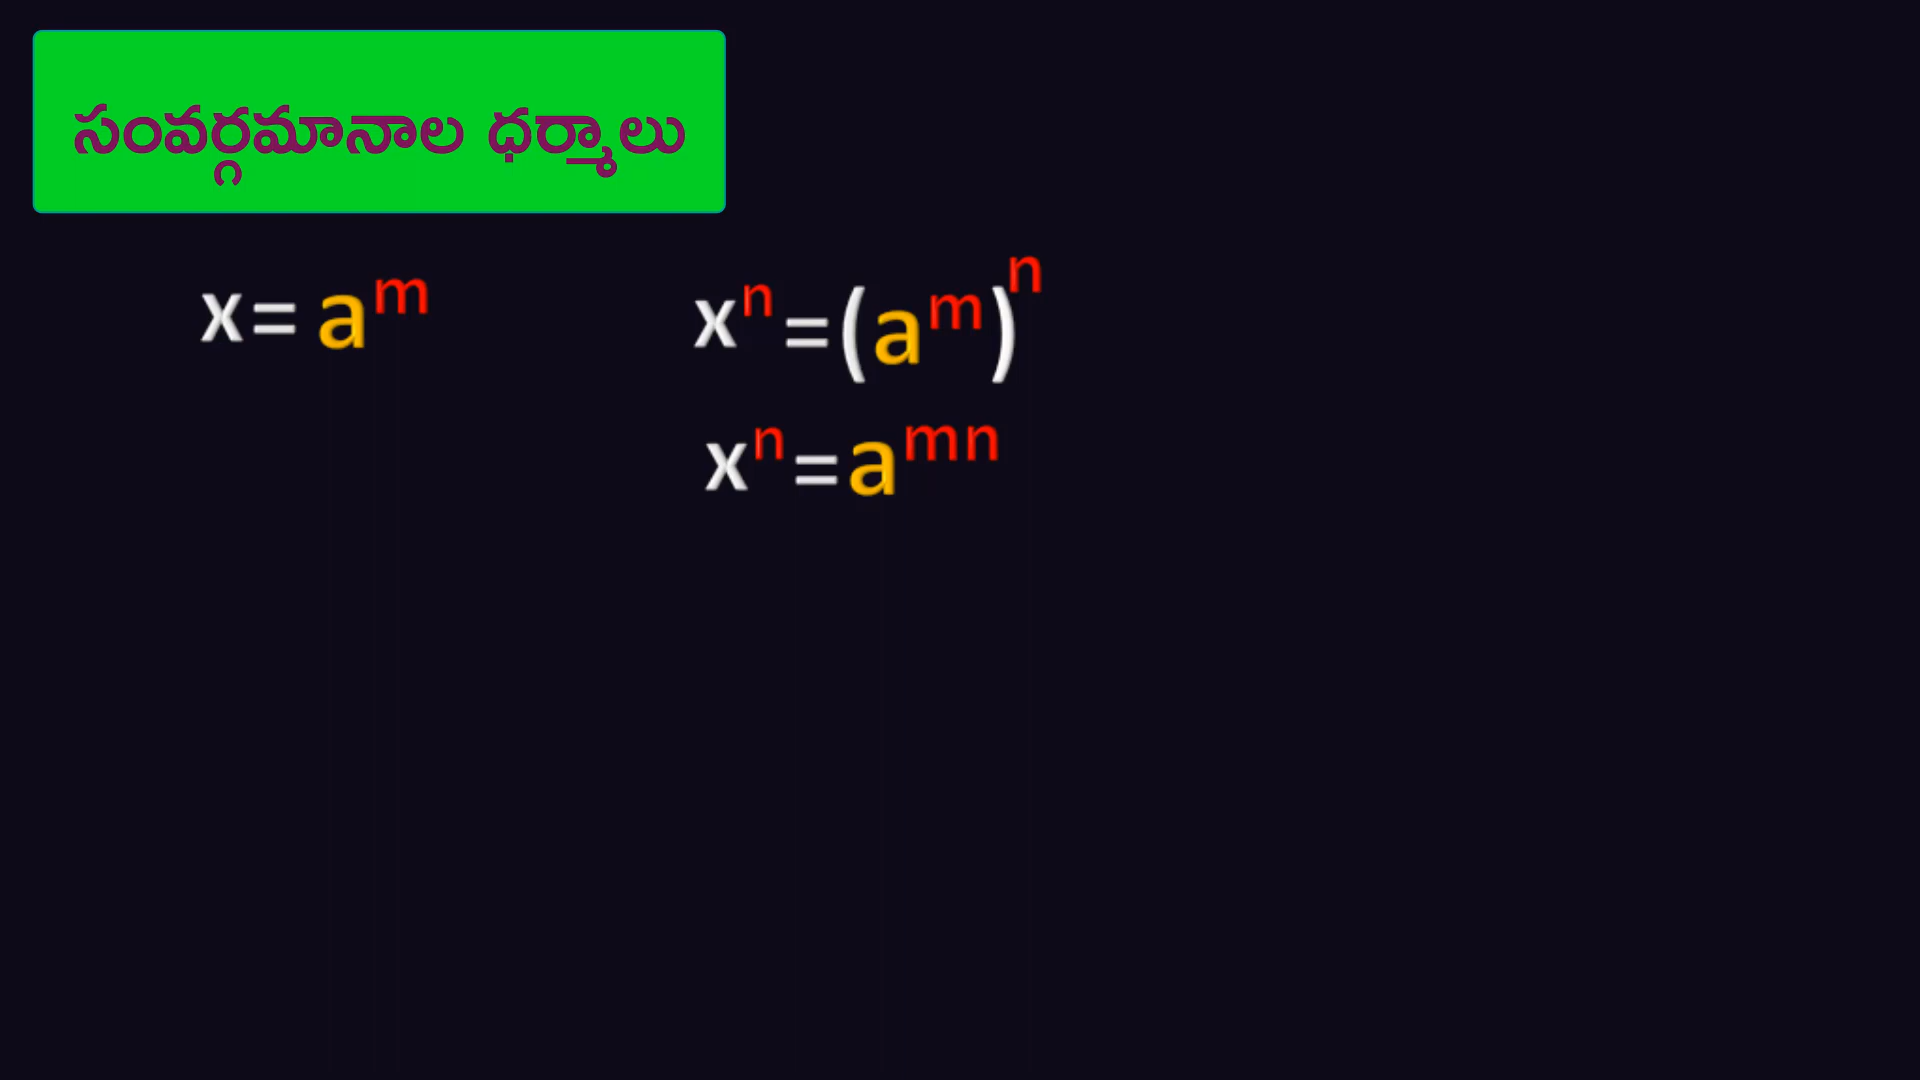 సంవర్గమానాల ధర్మాలు
x = a^m
x^n = (a^m)^n
x^n = a^mn